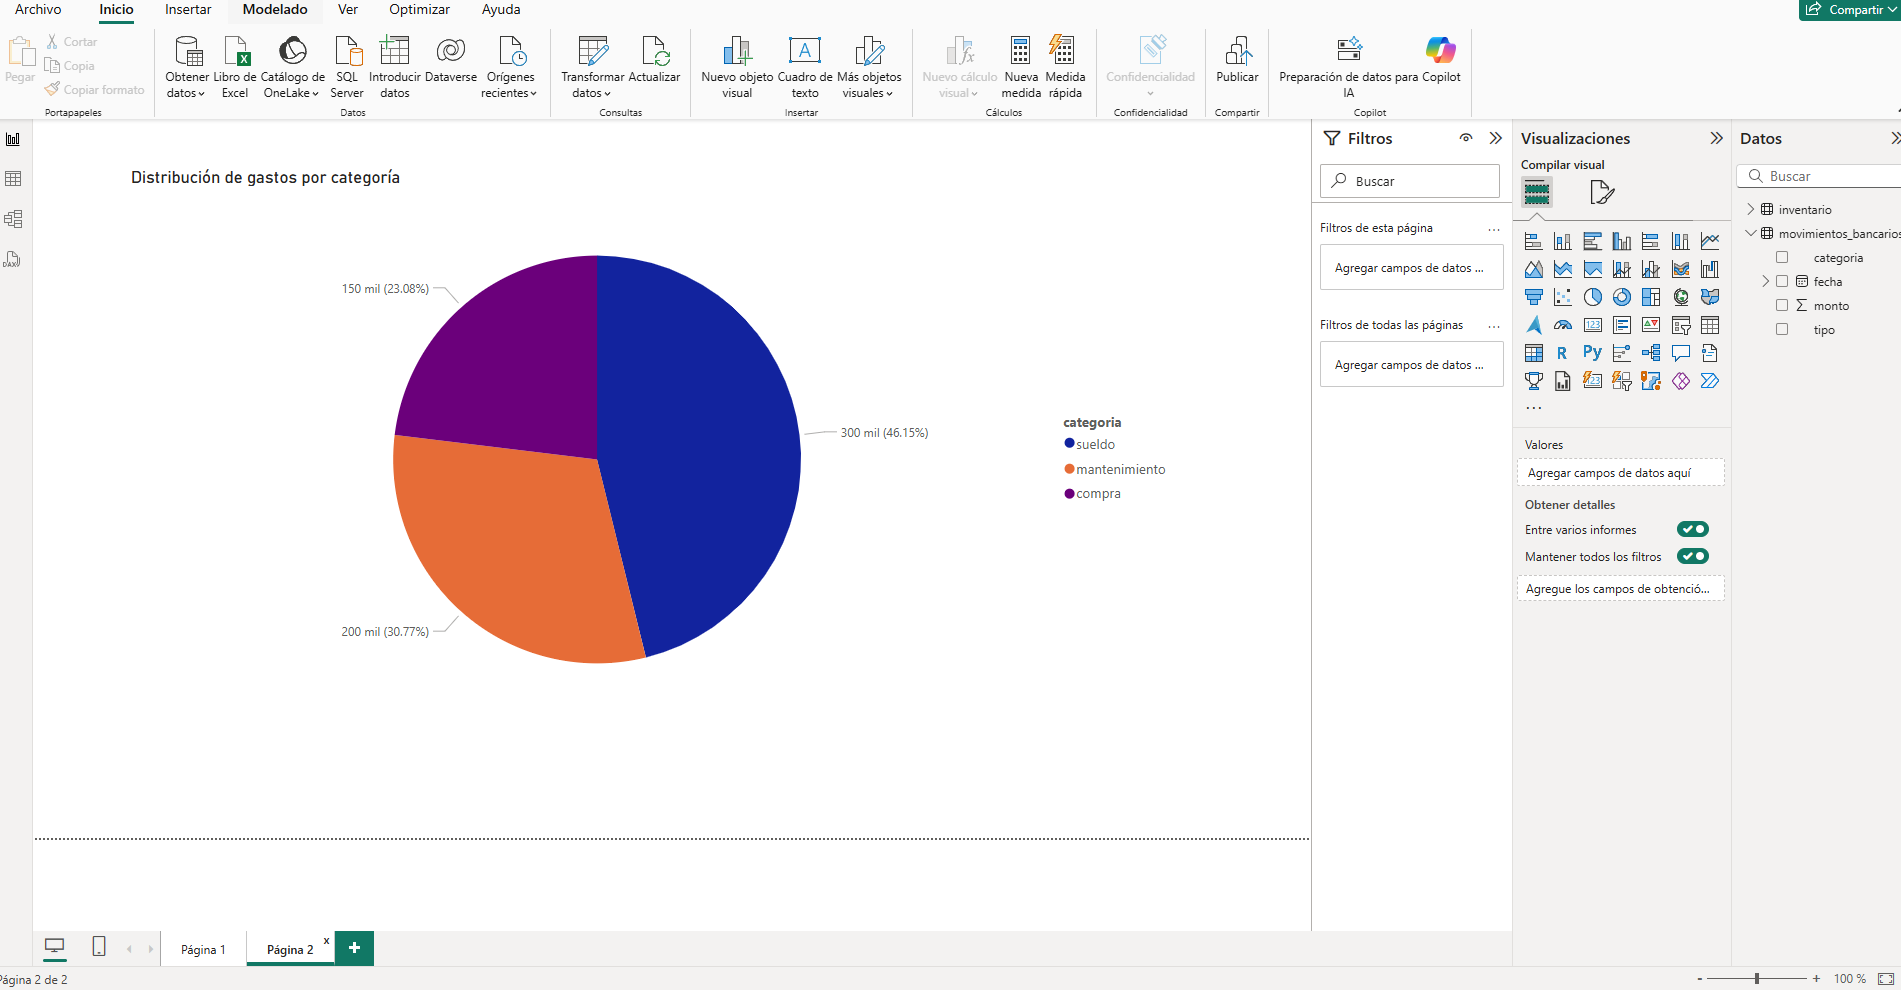 Archivo Inicio Insertar Modelado Ver Optimizar Ayuda Compartir
Pegar
Cortar
Copia
Copiar formato
Portapapeles
Obtener datos
Libro de Excel
Catálogo de OneLake
SQL Server
Introducir datos
Dataverse
Orígenes recientes
Datos
Transformar datos
Actualizar
Consultas
Nuevo objeto visual
Cuadro de texto
Más objetos visuales
Insertar
Nuevo cálculo visual
Nueva medida
Medida rápida
Cálculos
Confidencialidad
Confidencialidad
Publicar
Compartir
Preparación de datos para IA
Copilot
Copilot
Distribución de gastos por categoría
150 mil (23.08%)
300 mil (46.15%)
200 mil (30.77%)
categoria
sueldo
mantenimiento
compra
Filtros
Buscar
Filtros de esta página ...
Agregar campos de datos ...
Filtros de todas las páginas ...
Agregar campos de datos ...
Visualizaciones
Compilar visual
R
Py
...
Valores
Agregar campos de datos aquí
Obtener detalles
Entre varios informes
Mantener todos los filtros
Agregue los campos de obtenció...
Datos
Buscar
inventario
movimientos_bancarios
categoria
fecha
monto
tipo
Página 1
Página 2 x
+
Página 2 de 2
- + 100 %